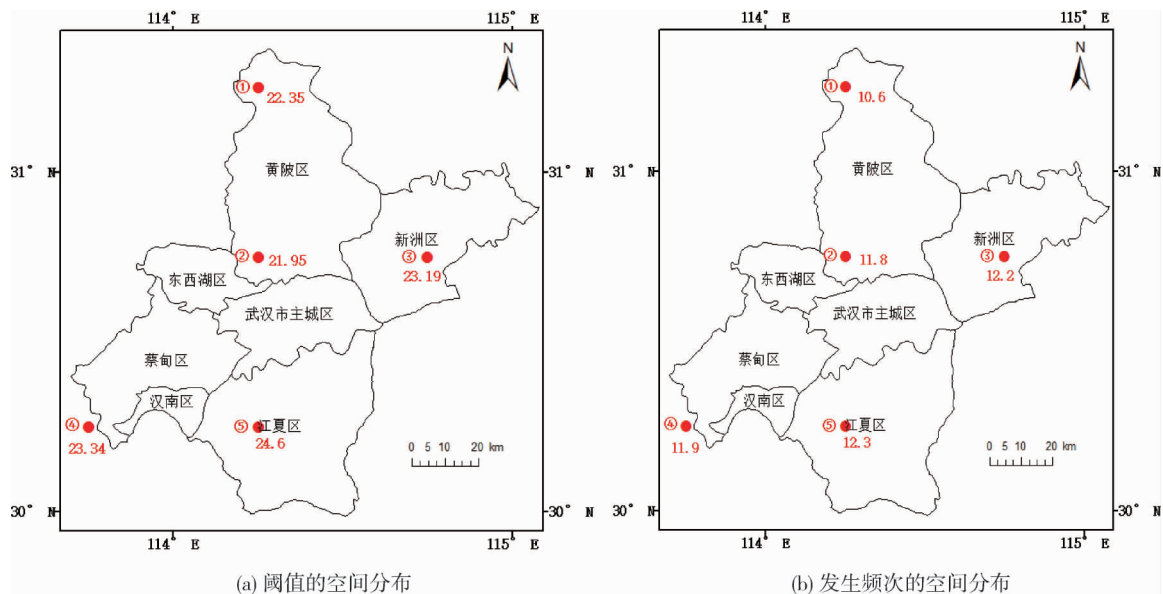 114° E
115° E
N
① 22.35
31° N
31° N
黄陂区
新洲区
② 21.95
③ 23.19
东西湖区
武汉市主城区
蔡甸区
汉南区
④ 23.34
⑤ 江夏区
24.6
0 5 10 20 km
30° N
30° N
114° E
115° E
(a) 阈值的空间分布
114° E
115° E
N
① 10.6
31° N
黄陂区
新洲区
② 11.8
③ 12.2
东西湖区
武汉市主城区
蔡甸区
汉南区
④ 11.9
⑤ 江夏区
12.3
0 5 10 20 km
30° N
114° E
115° E
(b) 发生频次的空间分布